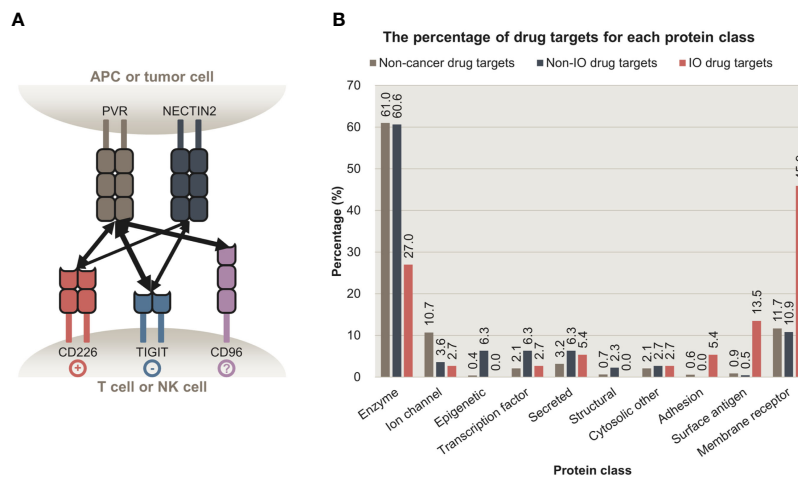 A
APC or tumor cell
PVR
NECTIN2
CD226
TIGIT
CD96
+
-
?
T cell or NK cell
B
The percentage of drug targets for each protein class
Non-cancer drug targets
Non-IO drug targets
IO drug targets
Percentage (%)
70
60
50
40
30
20
10
0
61.0
60.6
27.0
10.7
3.6
2.7
0.4
6.3
0.0
2.1
6.3
2.7
3.2
6.3
5.4
0.7
2.3
0.0
2.1
2.7
2.7
0.6
0.0
5.4
0.9
0.5
13.5
11.7
10.9
Enzyme
Ion channel
Epigenetic
Transcription factor
Secreted
Structural
Cytosolic other
Adhesion
Surface antigen
Membrane receptor
Protein class